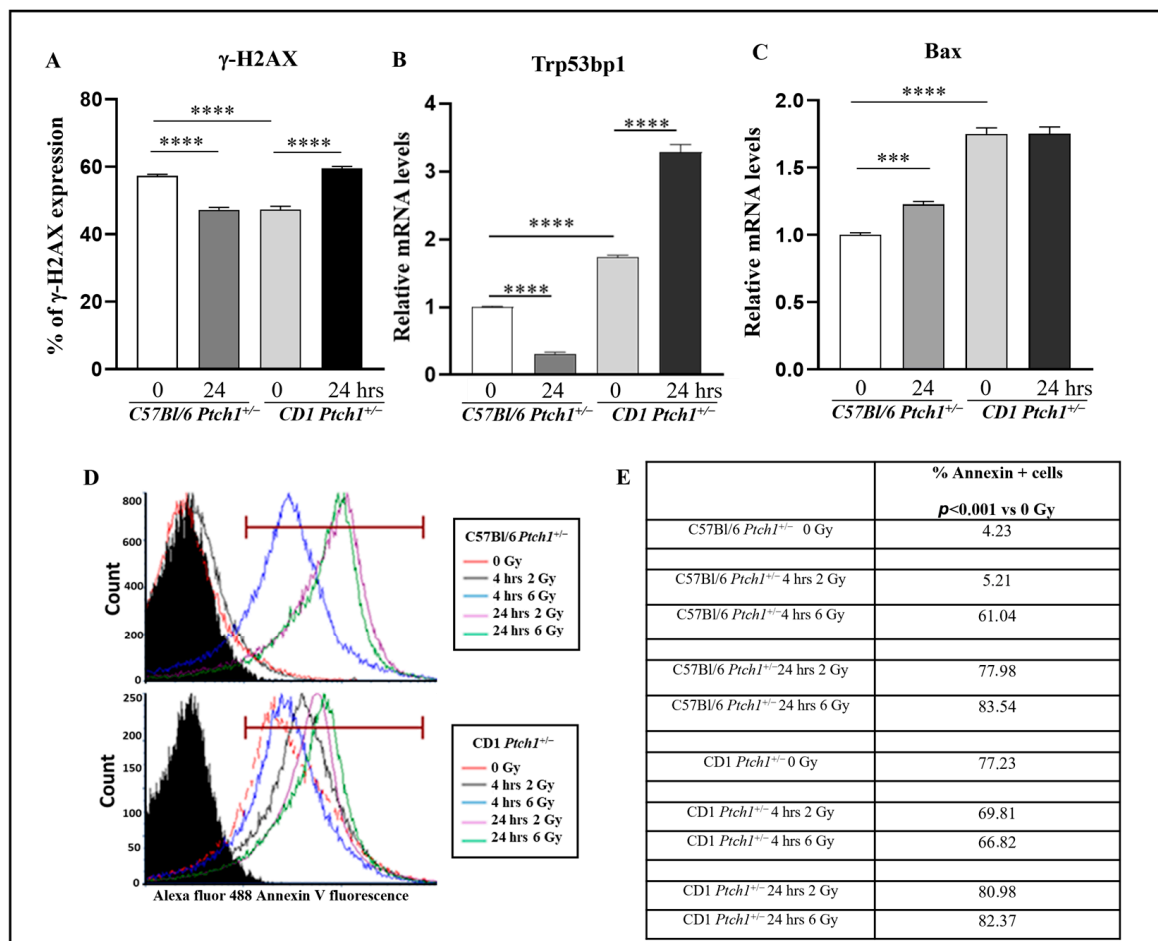 A
γ-H2AX
% of γ-H2AX expression
80
60
40
20
0
****
****
****
0 24 0 24 hrs
C57Bl/6 Ptch1+/− CD1 Ptch1+/−
B
Trp53bp1
Relative mRNA levels
4
3
2
1
0
****
****
****
0 24 0 24 hrs
C57Bl/6 Ptch1+/− CD1 Ptch1+/−
C
Bax
Relative mRNA levels
2.0
1.5
1.0
0.5
0.0
****
***
0 24 0 24 hrs
C57Bl/6 Ptch1+/− CD1 Ptch1+/−
D
Count
800
600
400
200
0
C57Bl/6 Ptch1+/−
0 Gy
4 hrs 2 Gy
4 hrs 6 Gy
24 hrs 2 Gy
24 hrs 6 Gy
Count
250
200
150
100
50
0
CD1 Ptch1+/−
0 Gy
4 hrs 2 Gy
4 hrs 6 Gy
24 hrs 2 Gy
24 hrs 6 Gy
Alexa fluor 488 Annexin V fluorescence
E
% Annexin + cells
p<0.001 vs 0 Gy
C57Bl/6 Ptch1+/− 0 Gy 4.23
C57Bl/6 Ptch1+/− 4 hrs 2 Gy 5.21
C57Bl/6 Ptch1+/− 4 hrs 6 Gy 61.04
C57Bl/6 Ptch1+/− 24 hrs 2 Gy 77.98
C57Bl/6 Ptch1+/− 24 hrs 6 Gy 83.54
CD1 Ptch1+/− 0 Gy 77.23
CD1 Ptch1+/− 4 hrs 2 Gy 69.81
CD1 Ptch1+/− 4 hrs 6 Gy 66.82
CD1 Ptch1+/− 24 hrs 2 Gy 80.98
CD1 Ptch1+/− 24 hrs 6 Gy 82.37